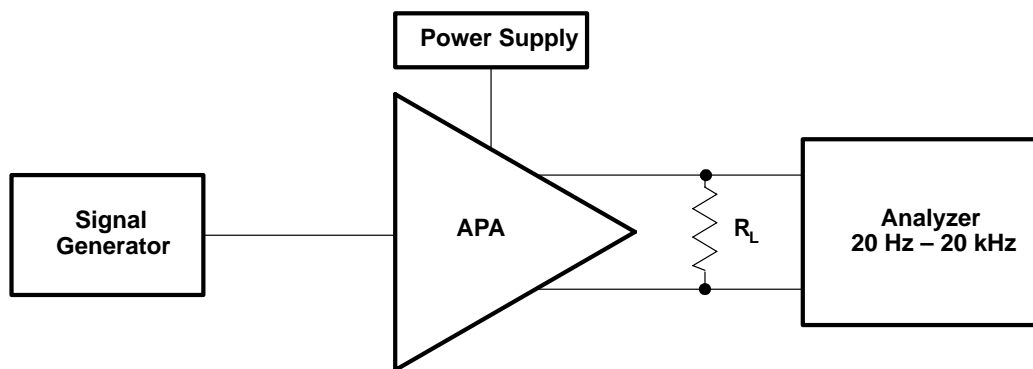 Power Supply
Signal
Generator
APA
RL
Analyzer
20 Hz – 20 kHz